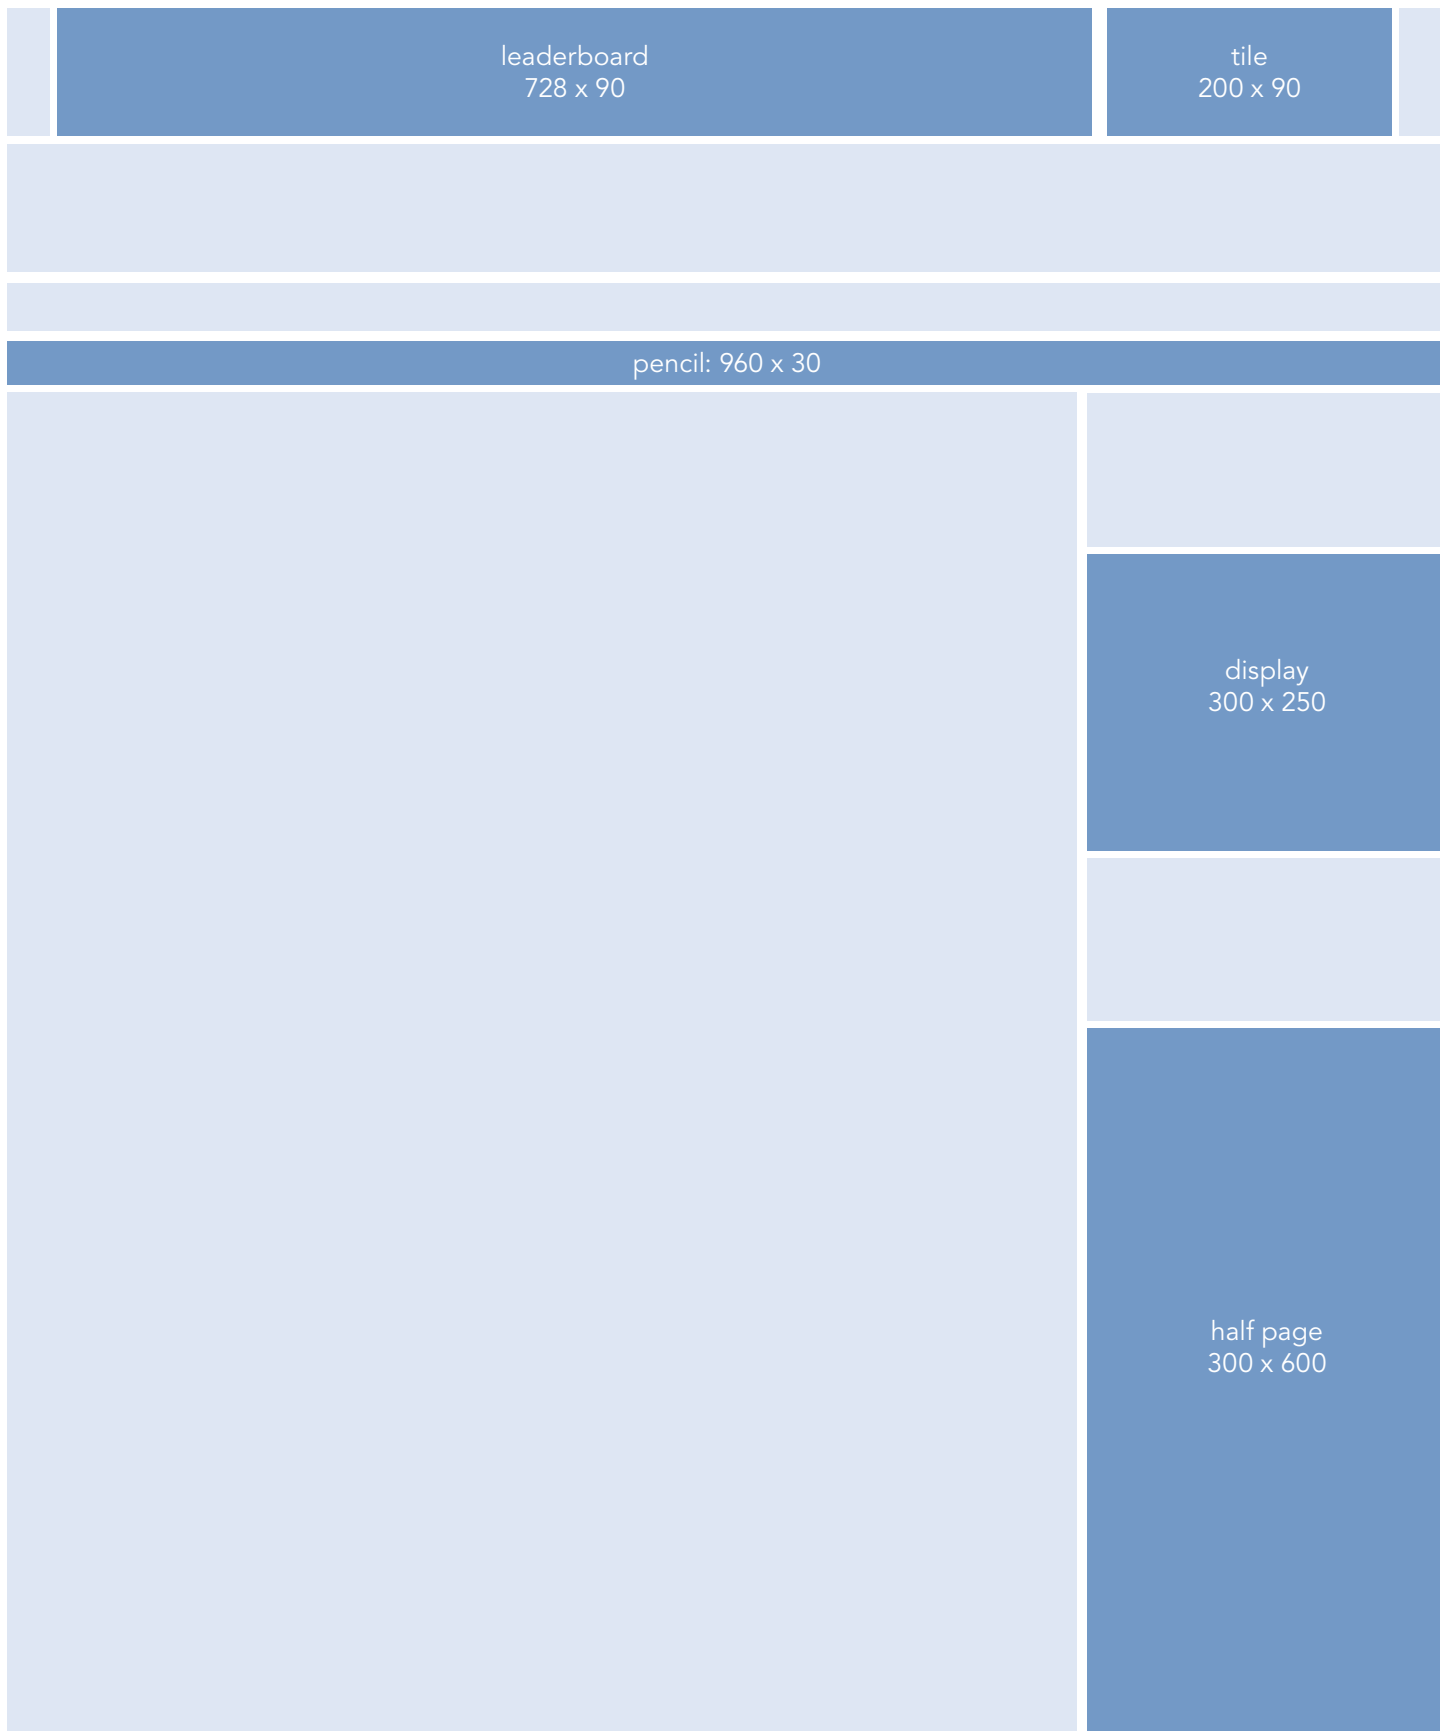 leaderboard
728 x 90
tile
200 x 90
pencil: 960 x 30
display
300 x 250
half page
300 x 600